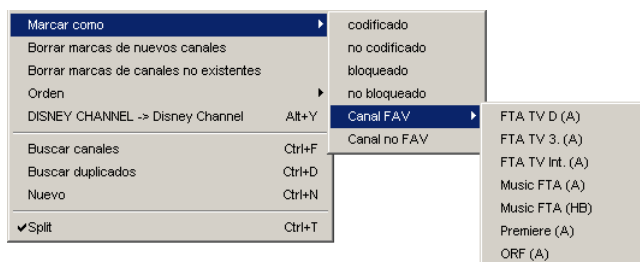 Marcar como
Borrar marcas de nuevos canales
Borrar marcas de canales no existentes
Orden
DISNEY CHANNEL -> Disney Channel Alt+Y
Buscar canales Ctrl+F
Buscar duplicados Ctrl+D
Nuevo Ctrl+N
Split Ctrl+T
codificado
no codificado
bloqueado
no bloqueado
Canal FAV
Canal no FAV
FTA TV D (A)
FTA TV 3. (A)
FTA TV Int. (A)
Music FTA (A)
Music FTA (HB)
Premiere (A)
ORF (A)